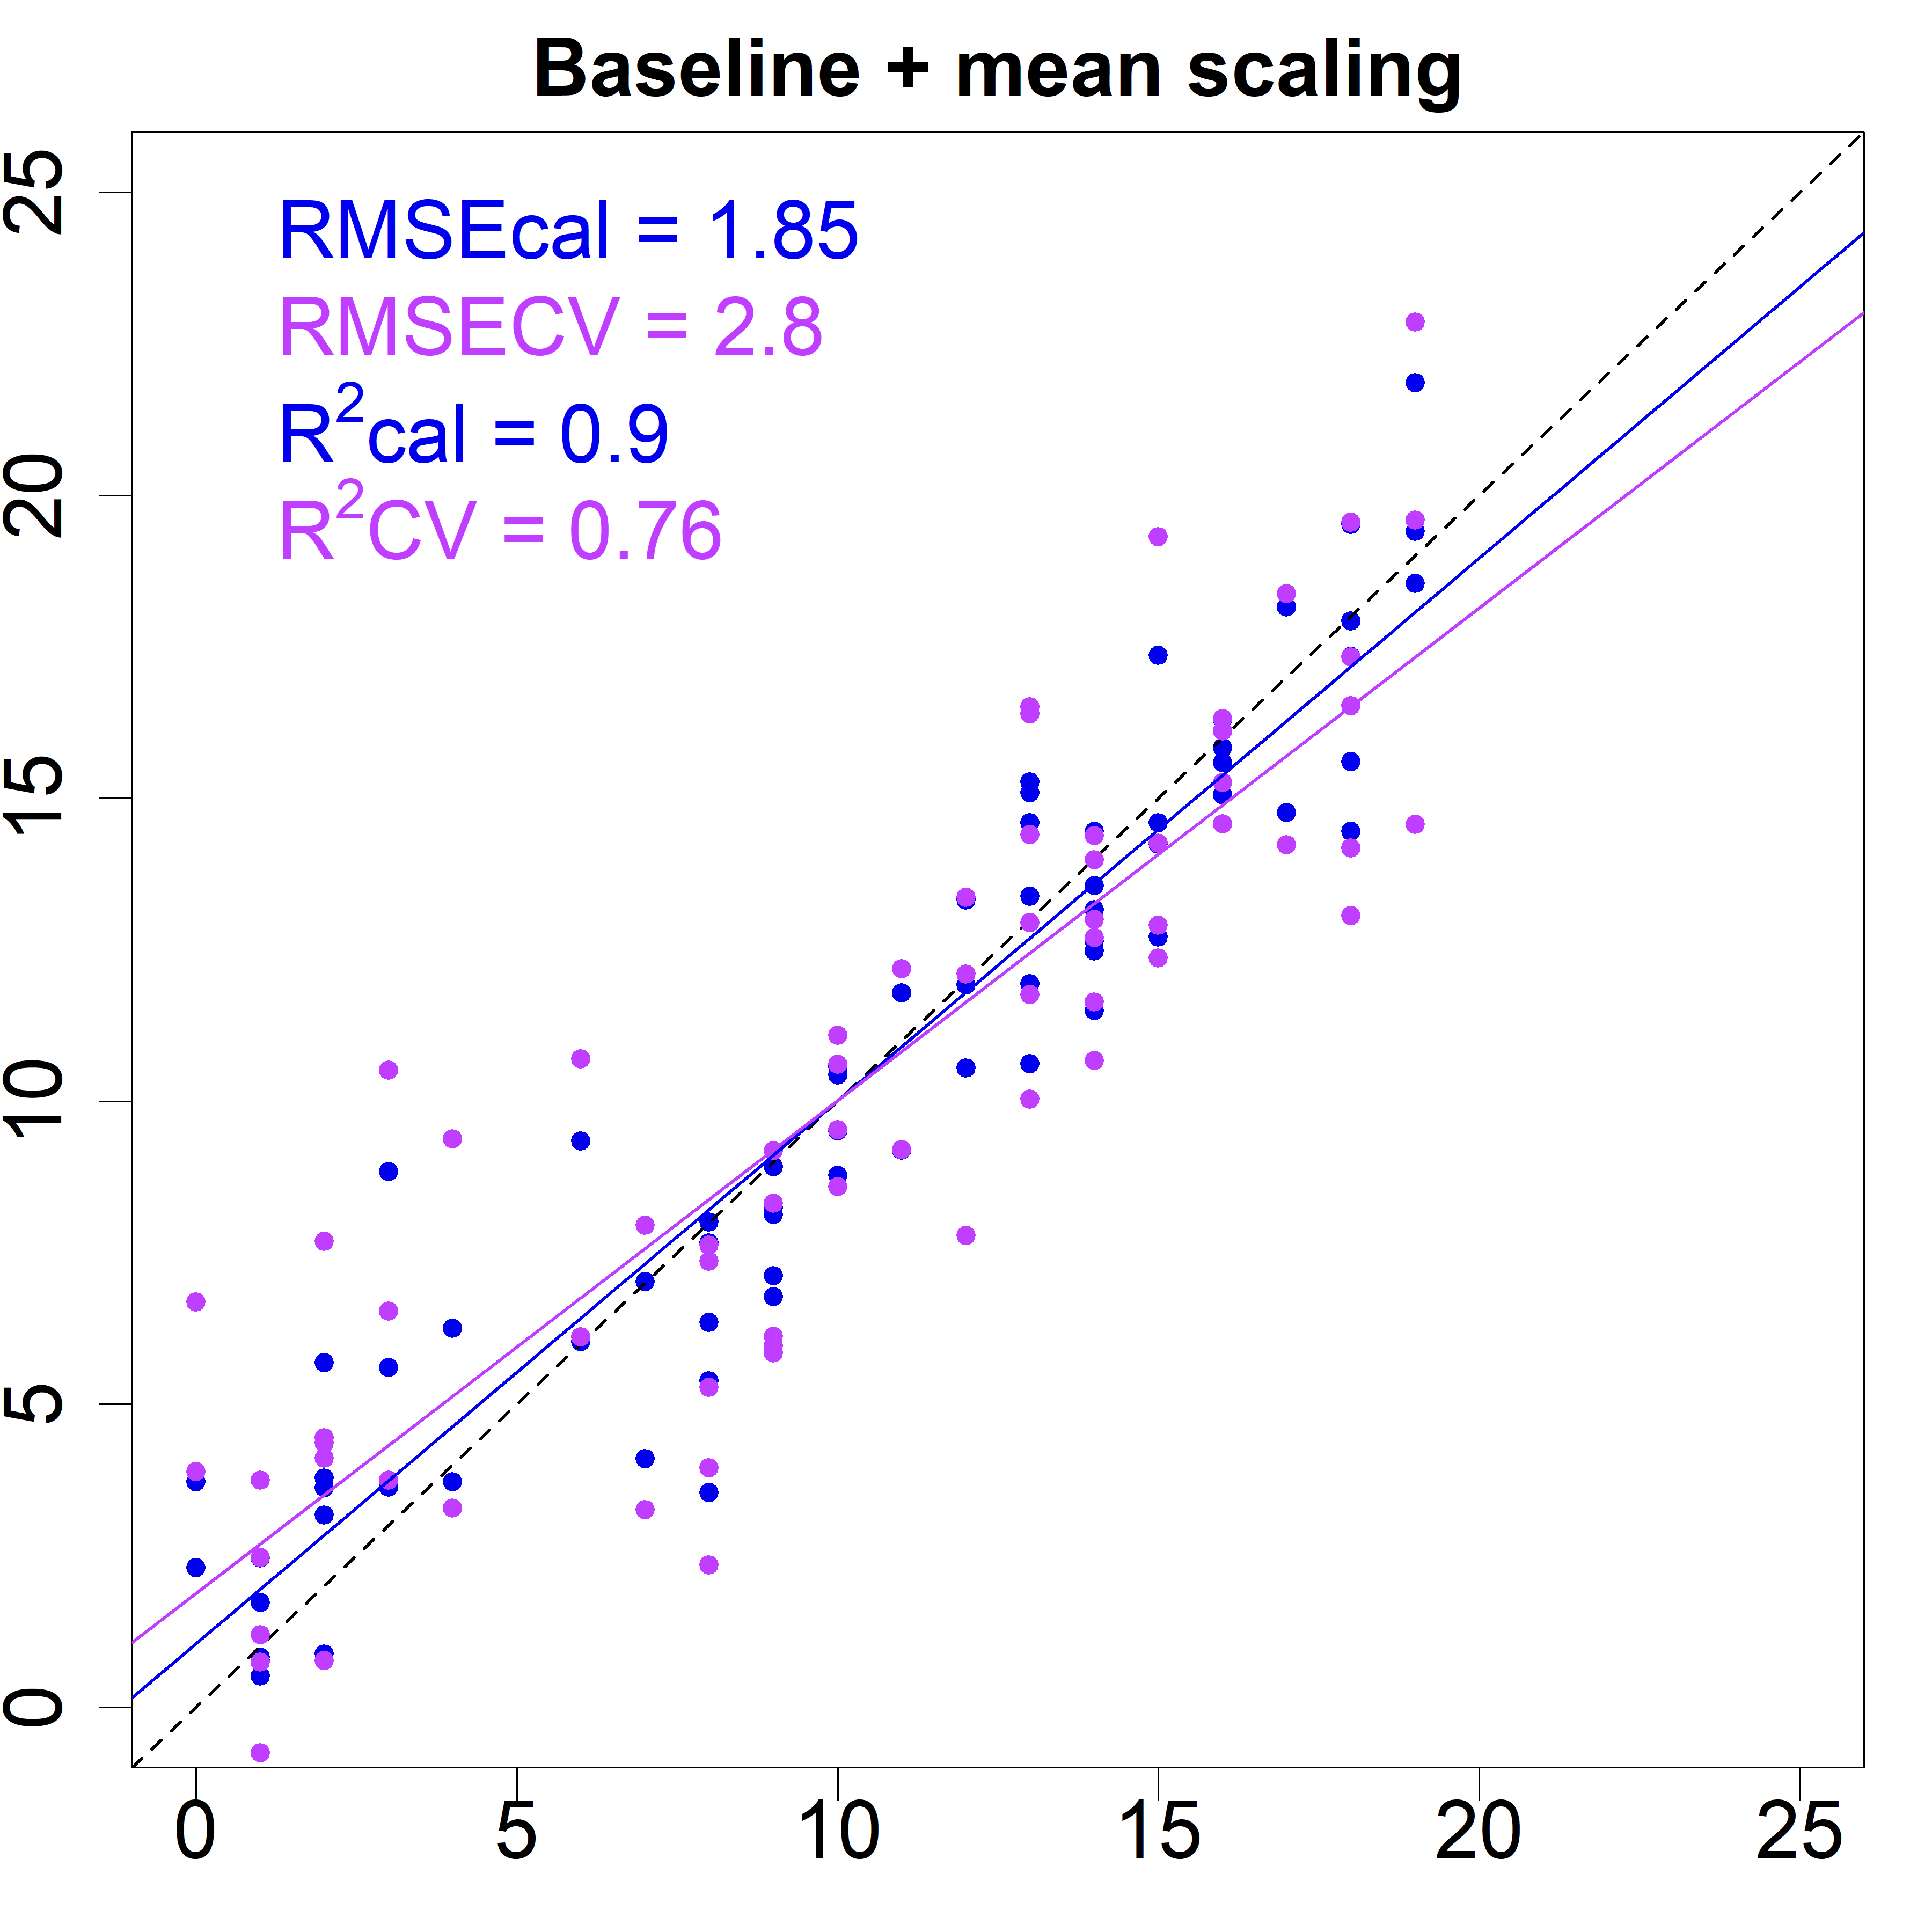 Baseline + mean scaling
RMSEcal = 1.85
RMSECV = 2.8
R²cal = 0.9
R²CV = 0.76
25
20
15
10
5
0
0 5 10 15 20 25